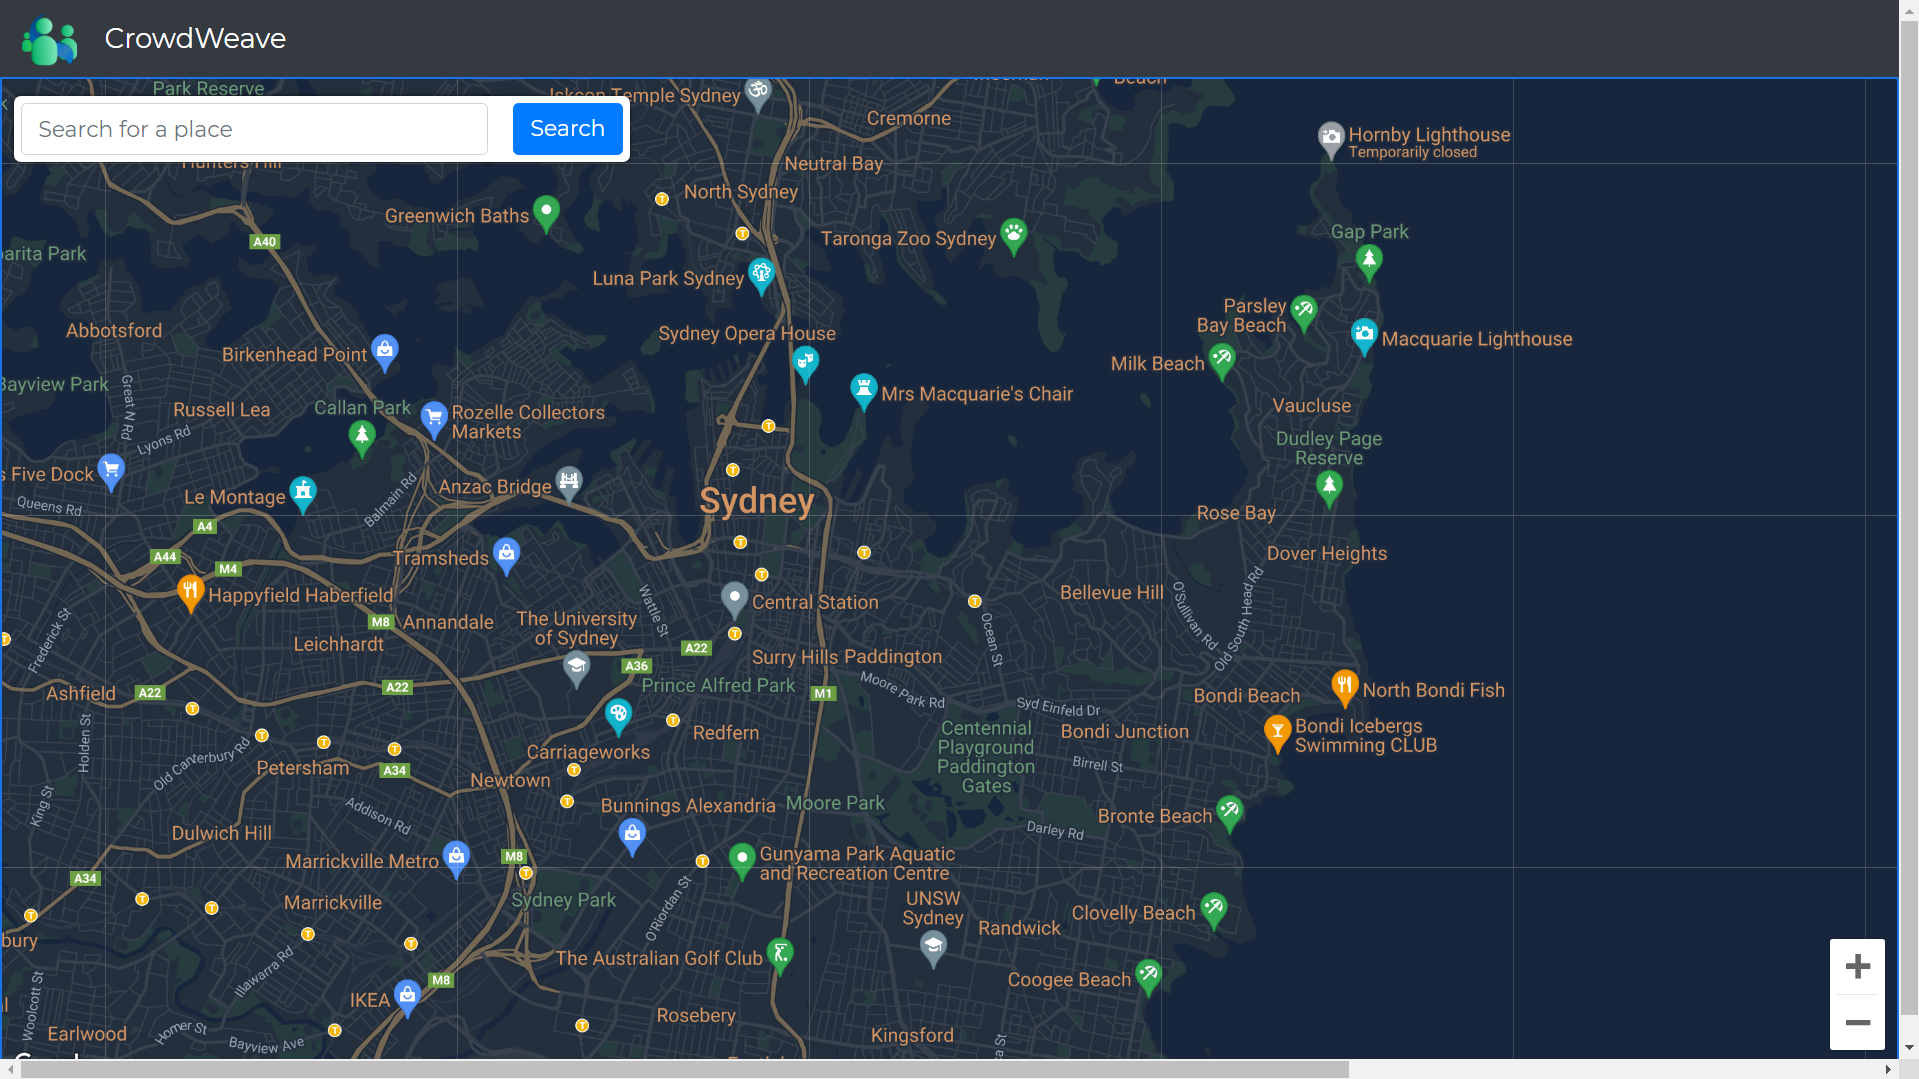 CrowdWeave
Beach
Park Reserve
Iskcon Temple Sydney
Search for a place
Search
Cremorne
Hornby Lighthouse
Temporarily closed
Neutral Bay
Hunters Hill
North Sydney
Greenwich Baths
Gap Park
A40
Taronga Zoo Sydney
arita Park
Luna Park Sydney
Parsley
Bay Beach
Abbotsford
Sydney Opera House
Macquarie Lighthouse
Birkenhead Point
Milk Beach
Bayview Park
Great N Rd
Mrs Macquarie's Chair
Russell Lea
Callan Park
Rozelle Collectors
Markets
Vaucluse
Lyons Rd
Dudley Page
Reserve
s Five Dock
Anzac Bridge
Le Montage
Balmain Rd
Sydney
Queens Rd
Rose Bay
A4
A44
M4
Tramsheds
Dover Heights
Happyfield Haberfield
Wattle St
Central Station
Bellevue Hill
O'Sullivan Rd
Old South Head Rd
M8
Annandale
The University
of Sydney
Ocean St
Frederick St
Leichhardt
A22
A36
Surry Hills
Paddington
Prince Alfred Park
Moore Park Rd
Ashfield
A22
A22
M1
Bondi Beach
North Bondi Fish
Syd Einfeld Dr
Bondi Icebergs
Swimming CLUB
Holden St
Redfern
Centennial
Playground
Paddington
Gates
Bondi Junction
Carriageworks
Old Canterbury Rd
Petersham
A34
Newtown
Birrell St
King St
Addison Rd
Bunnings Alexandria
Moore Park
Bronte Beach
Dulwich Hill
Darley Rd
Marrickville Metro
M8
Gunyama Park Aquatic
and Recreation Centre
A34
Marrickville
Sydney Park
O'Riordan St
UNSW
Sydney
Clovelly Beach
Randwick
bury
Illawarra Rd
The Australian Golf Club
M8
Coogee Beach
IKEA
Woolcott St
Rosebery
Earlwood
Homer St
Bayview Ave
Kingsford